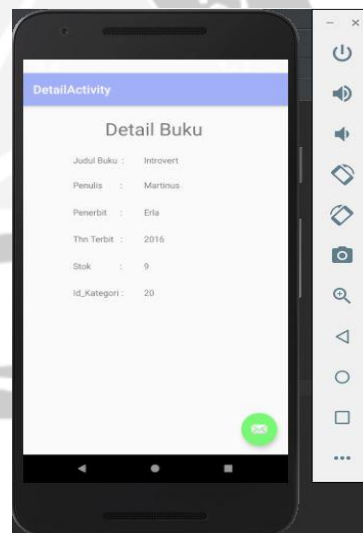 DetailActivity
Detail Buku
Judul Buku : Introvert
Penulis : Martinus
Penerbit : Erla
Thn Terbit : 2016
Stok : 9
Id_Kategori : 20